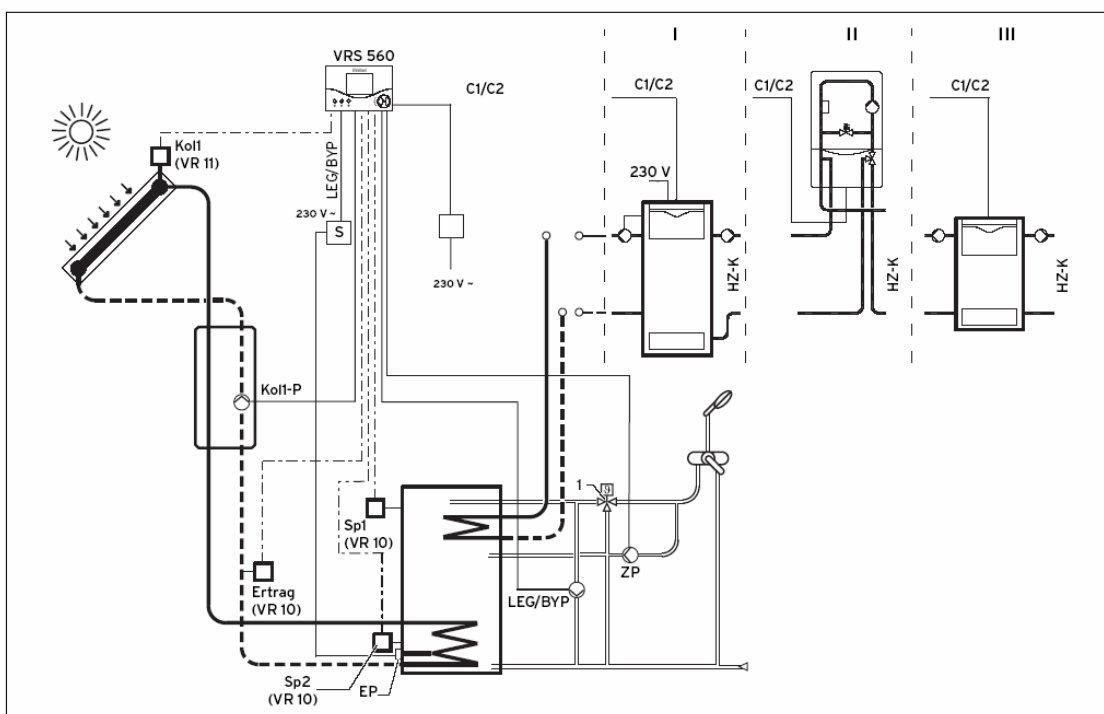 I
II
III
VRS 560
C1/C2
C1/C2
C1/C2
C1/C2
Kol1
(VR 11)
LEG/BYP
230 V
230 V ~
S
230 V ~
HZ-K
HZ-K
HZ-K
Kol1-P
1
Sp1
(VR 10)
ZP
Ertrag
(VR 10)
LEG/BYP
Sp2
(VR 10)
EP